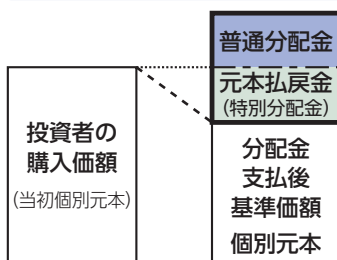 普通分配金
元本払戻金
(特別分配金)
投資者の
購入価額
(当初個別元本)
分配金
支払後
基準価額
個別元本